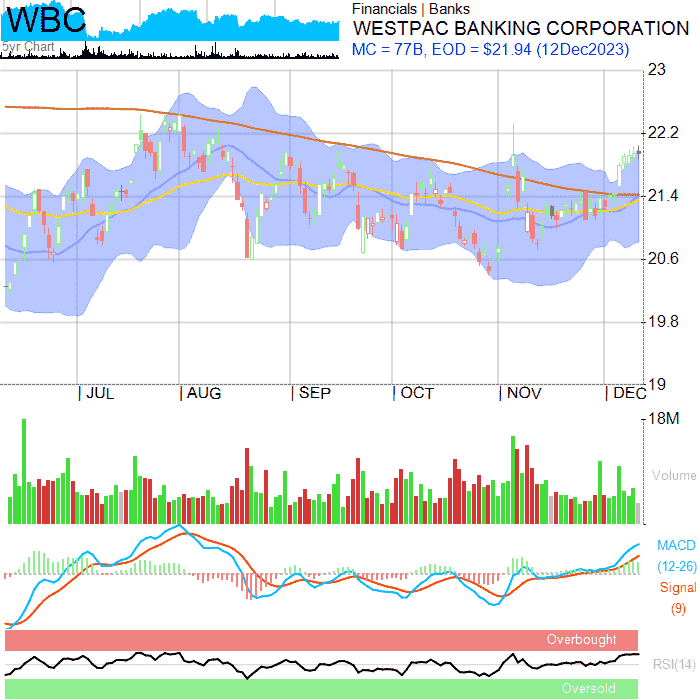 WBC
5yr Chart
Financials | Banks
WESTPAC BANKING CORPORATION
MC = 77B, EOD = $21.94 (12Dec2023)
23
22.2
21.4
20.6
19.8
19
| JUL | AUG | SEP | OCT | NOV | DEC
18M
Volume
MACD
(12-26)
Signal
(9)
Overbought
RSI(14)
Oversold